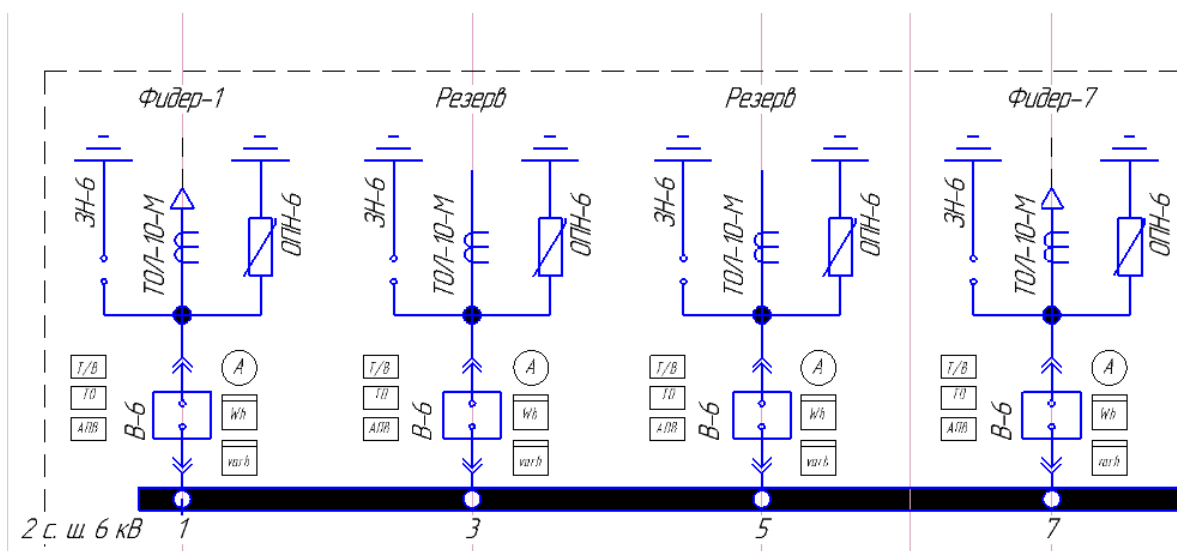 Фидер-1 Резерв Резерв Фидер-7
ЗН-6 ТОЛ-10-М ОПН-6 ЗН-6 ТОЛ-10-М ОПН-6 ЗН-6 ТОЛ-10-М ОПН-6 ЗН-6 ТОЛ-10-М ОПН-6
Т/В А Т/В А Т/В А Т/В А
ТО ТО ТО ТО
В-6 Wh В-6 Wh В-6 Wh В-6 Wh
АПВ АПВ АПВ АПВ
varh varh varh varh
2 с. ш. 6 кВ 1 3 5 7